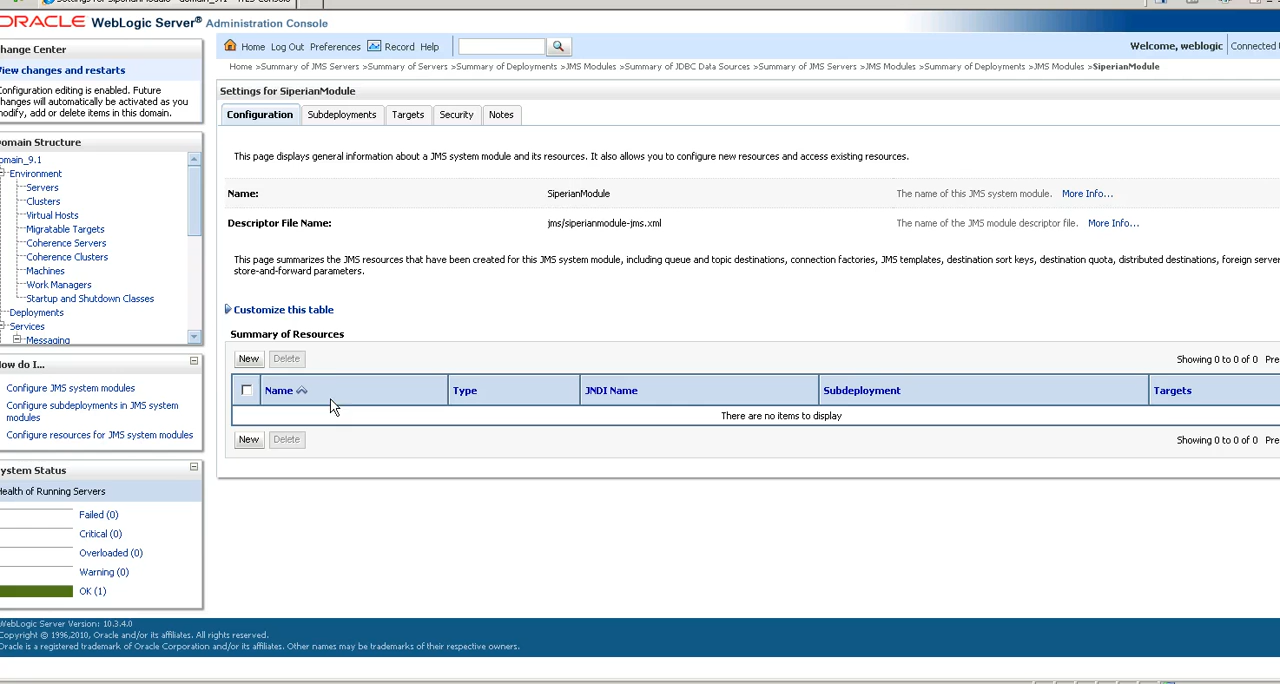 ORACLE WebLogic Server® Administration Console
Change Center
View changes and restarts
Configuration editing is enabled. Future
changes will automatically be activated as you
modify, add or delete items in this domain.
Domain Structure
domain_9.1
Environment
Servers
Clusters
Virtual Hosts
Migratable Targets
Coherence Servers
Coherence Clusters
Machines
Work Managers
Startup and Shutdown Classes
Deployments
Services
Messaging
How do I...
Configure JMS system modules
Configure subdeployments in JMS system
modules
Configure resources for JMS system modules
System Status
Health of Running Servers
Failed (0)
Critical (0)
Overloaded (0)
Warning (0)
OK (1)
Home Log Out Preferences Record Help
Welcome, weblogic Connected
Home >Summary of JMS Servers >Summary of Servers >Summary of Deployments >JMS Modules >Summary of JDBC Data Sources >Summary of JMS Servers >JMS Modules >Summary of Deployments >JMS Modules >SiperianModule
Settings for SiperianModule
Configuration Subdeployments Targets Security Notes
This page displays general information about a JMS system module and its resources. It also allows you to configure new resources and access existing resources.
Name: SiperianModule The name of this JMS system module. More Info...
Descriptor File Name: jms/siperianmodule-jms.xml The name of the JMS module descriptor file. More Info...
This page summarizes the JMS resources that have been created for this JMS system module, including queue and topic destinations, connection factories, JMS templates, destination sort keys, destination quota, distributed destinations, foreign server
store-and-forward parameters.
Customize this table
Summary of Resources
New Delete Showing 0 to 0 of 0 Pre
Name Type JNDI Name Subdeployment Targets
There are no items to display
New Delete Showing 0 to 0 of 0 Pre
WebLogic Server Version: 10.3.4.0
Copyright © 1996,2010, Oracle and/or its affiliates. All rights reserved.
Oracle is a registered trademark of Oracle Corporation and/or its affiliates. Other names may be trademarks of their respective owners.